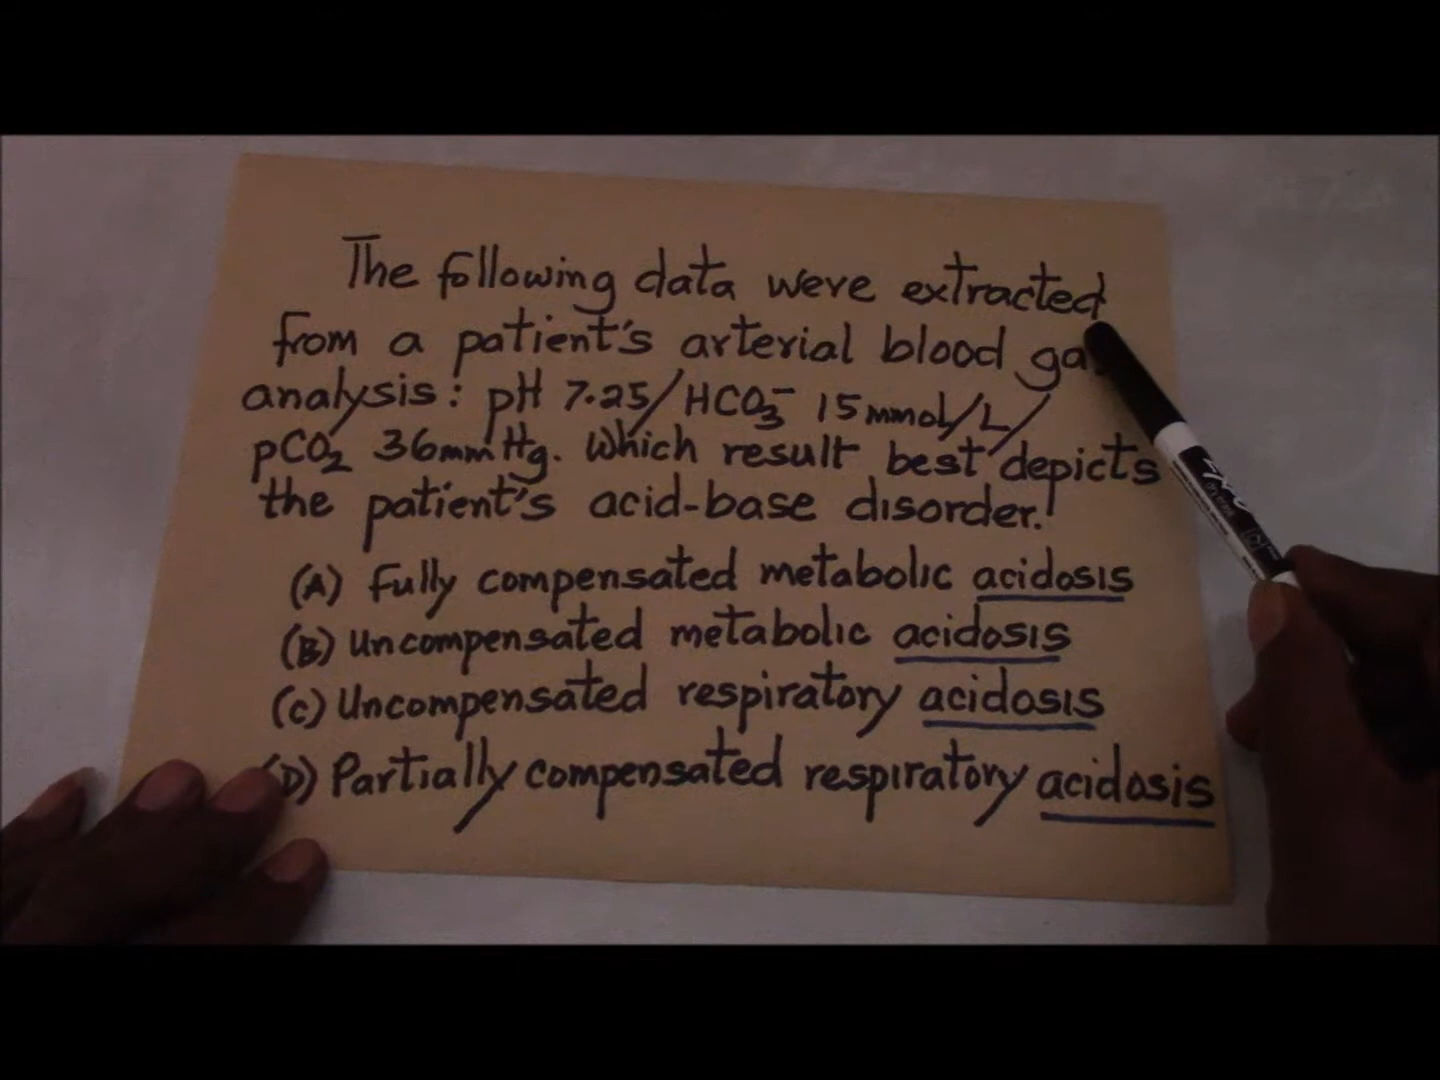 The following data were extracted
from a patient's arterial blood
analysis: pH 7.25/HCO3- 15mmol/L/
pCO2 36mmHg. Which result best depicts
the patient's acid-base disorder.
(A) Fully compensated metabolic acidosis
(B) Uncompensated metabolic acidosis
(C) Uncompensated respiratory acidosis
(D) Partially compensated respiratory acidosis